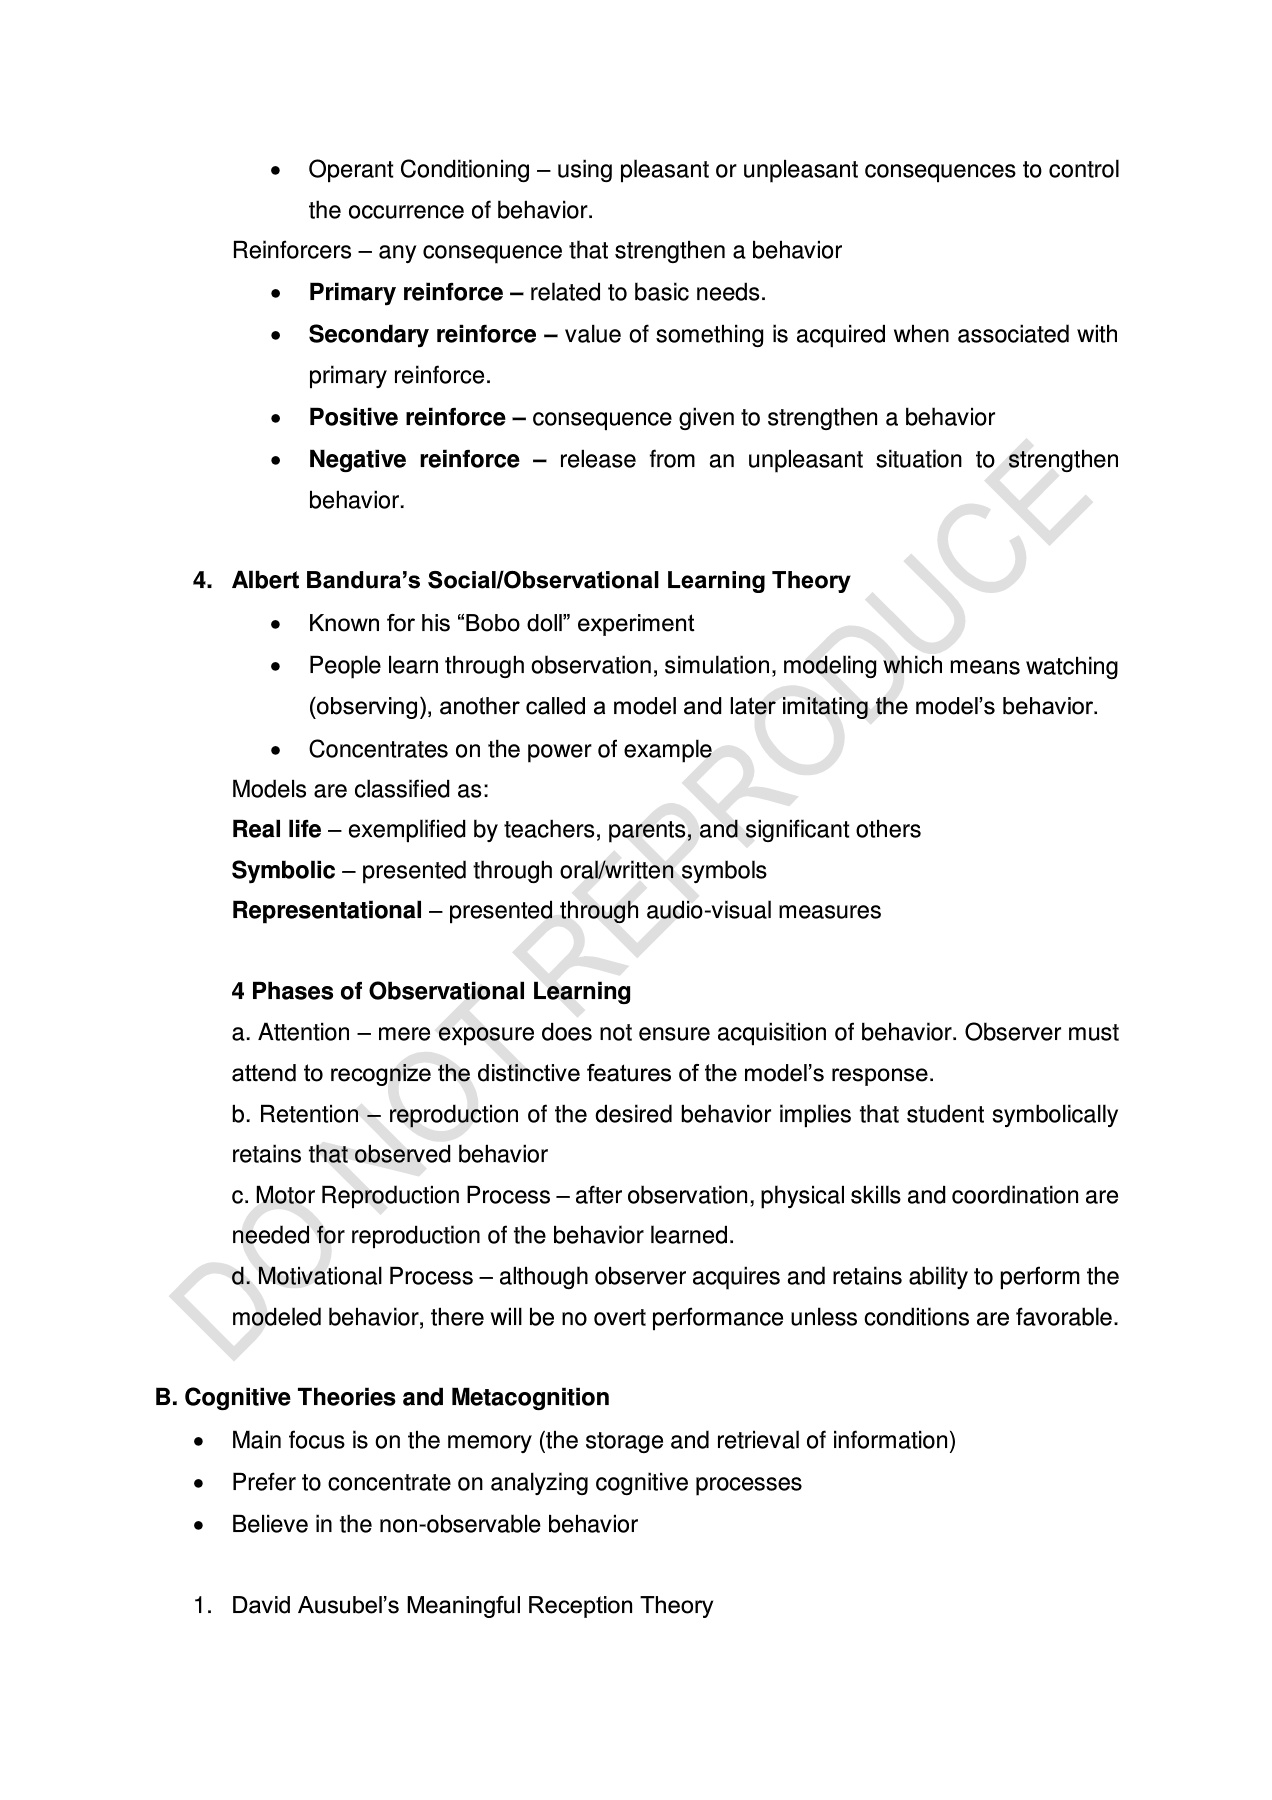 • Operant Conditioning – using pleasant or unpleasant consequences to control
the occurrence of behavior.
Reinforcers – any consequence that strengthen a behavior
• Primary reinforce – related to basic needs.
• Secondary reinforce – value of something is acquired when associated with
primary reinforce.
• Positive reinforce – consequence given to strengthen a behavior
• Negative reinforce – release from an unpleasant situation to strengthen
behavior.
4. Albert Bandura’s Social/Observational Learning Theory
• Known for his “Bobo doll” experiment
• People learn through observation, simulation, modeling which means watching
(observing), another called a model and later imitating the model’s behavior.
• Concentrates on the power of example
Models are classified as:
Real life – exemplified by teachers, parents, and significant others
Symbolic – presented through oral/written symbols
Representational – presented through audio-visual measures
4 Phases of Observational Learning
a. Attention – mere exposure does not ensure acquisition of behavior. Observer must
attend to recognize the distinctive features of the model’s response.
b. Retention – reproduction of the desired behavior implies that student symbolically
retains that observed behavior
c. Motor Reproduction Process – after observation, physical skills and coordination are
needed for reproduction of the behavior learned.
d. Motivational Process – although observer acquires and retains ability to perform the
modeled behavior, there will be no overt performance unless conditions are favorable.
B. Cognitive Theories and Metacognition
• Main focus is on the memory (the storage and retrieval of information)
• Prefer to concentrate on analyzing cognitive processes
• Believe in the non-observable behavior
1. David Ausubel’s Meaningful Reception Theory
DO NOT REPRODUCE